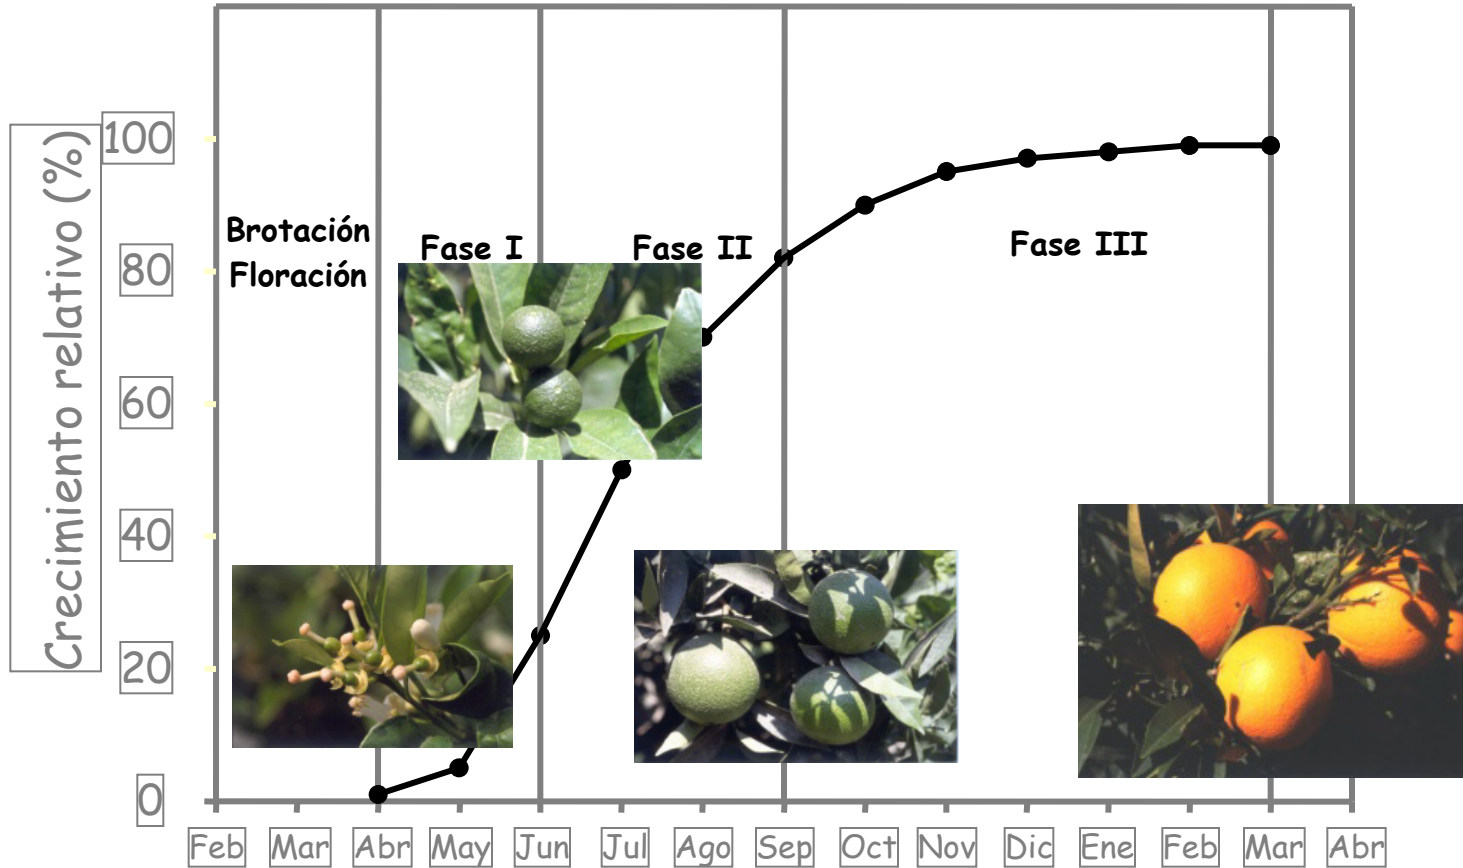 Crecimiento relativo (%)
100
80
60
40
20
0
Brotación
Floración
Fase I
Fase II
Fase III
Feb Mar Abr May Jun Jul Ago Sep Oct Nov Dic Ene Feb Mar Abr